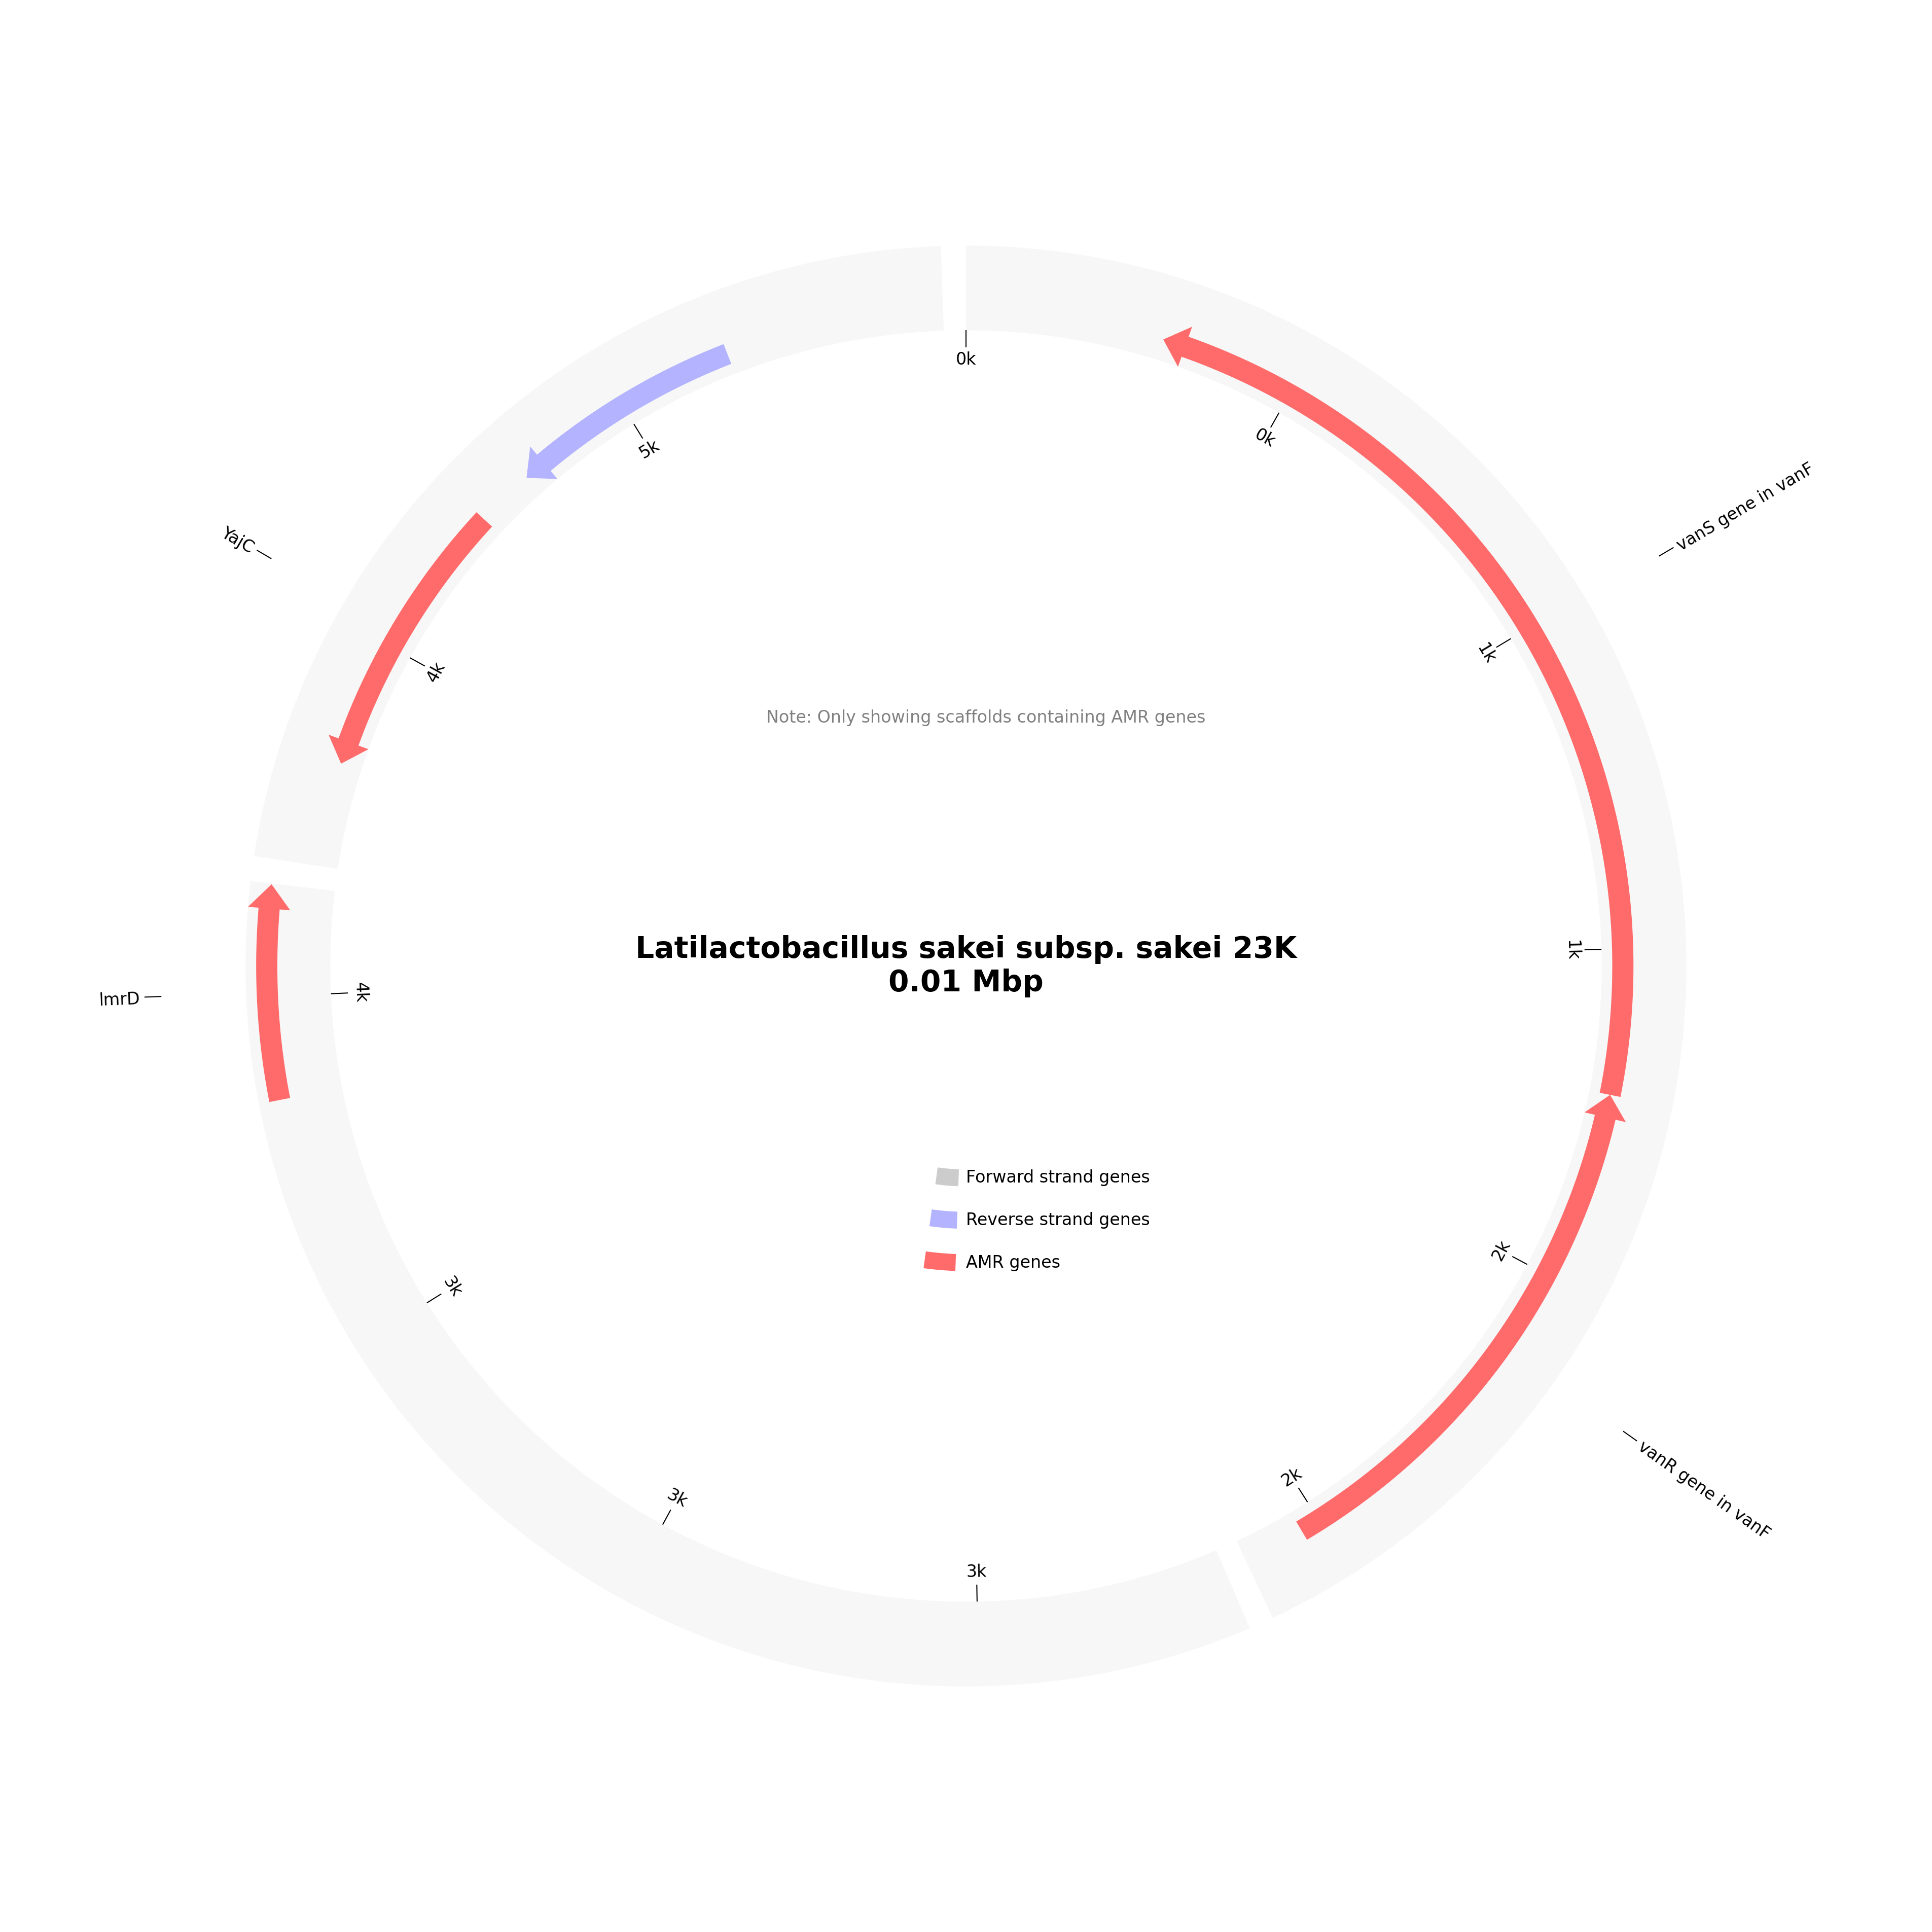 0k
0k
vanS gene in vanF
5k
YajC
1k
4k
Note: Only showing scaffolds containing AMR genes
Latilactobacillus sakei subsp. sakei 23K
0.01 Mbp
1k
lmrD
4k
Forward strand genes
Reverse strand genes
AMR genes
2k
3k
2k
vanR gene in vanF
3k
3k